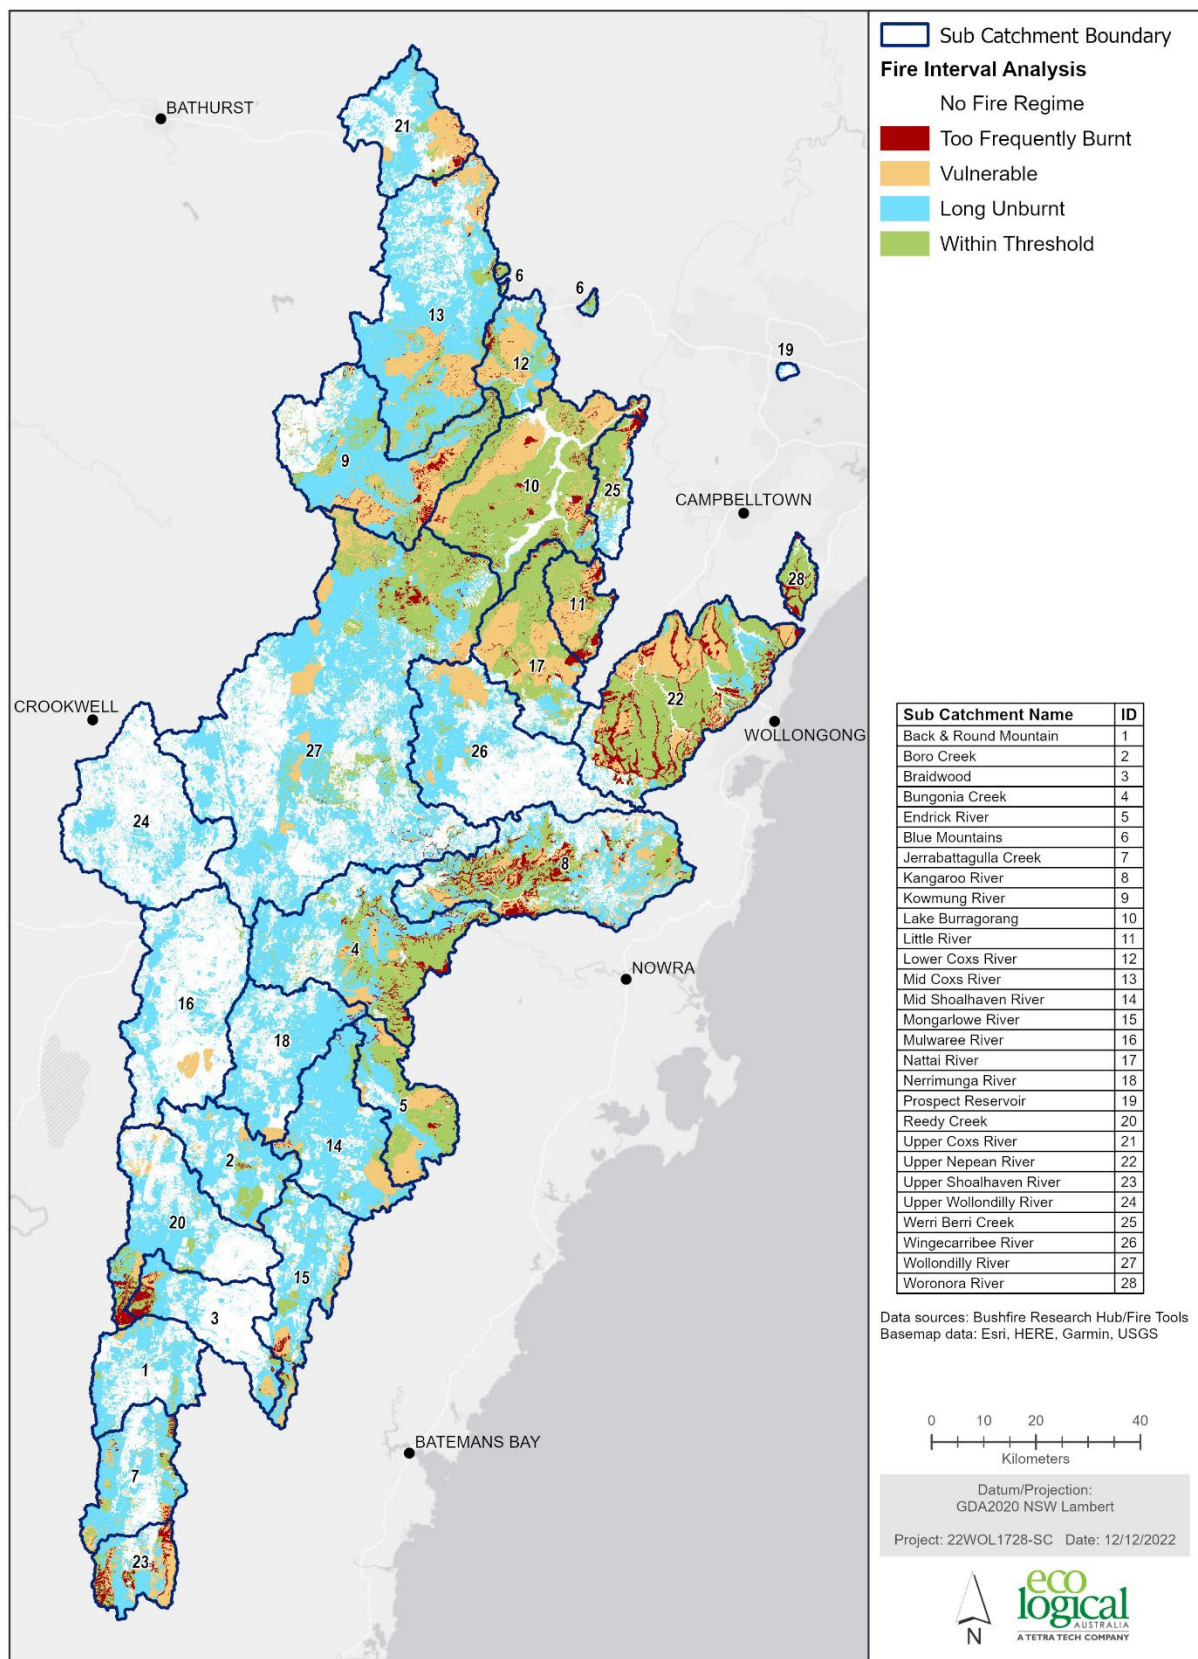 BATHURST
21
6
6
13
19
12
9
10
25
CAMPBELLTOWN
28
11
17
22
CROOKWELL
WOLLONGONG
27
26
24
8
4
NOWRA
16
18
5
14
2
20
15
3
1
BATEMANS BAY
7
23
Sub Catchment Boundary
Fire Interval Analysis
No Fire Regime
Too Frequently Burnt
Vulnerable
Long Unburnt
Within Threshold
Sub Catchment Name ID
Back & Round Mountain 1
Boro Creek 2
Braidwood 3
Bungonia Creek 4
Endrick River 5
Blue Mountains 6
Jerrabattagulla Creek 7
Kangaroo River 8
Kowmung River 9
Lake Burragorang 10
Little River 11
Lower Coxs River 12
Mid Coxs River 13
Mid Shoalhaven River 14
Mongarlowe River 15
Mulwaree River 16
Nattai River 17
Nerrimunga River 18
Prospect Reservoir 19
Reedy Creek 20
Upper Coxs River 21
Upper Nepean River 22
Upper Shoalhaven River 23
Upper Wollondilly River 24
Werri Berri Creek 25
Wingecarribee River 26
Wollondilly River 27
Woronora River 28
Data sources: Bushfire Research Hub/Fire Tools
Basemap data: Esri, HERE, Garmin, USGS
0 10 20 40
Kilometers
Datum/Projection:
GDA2020 NSW Lambert
Project: 22WOL1728-SC Date: 12/12/2022
N
eco
logical
AUSTRALIA
A TETRA TECH COMPANY